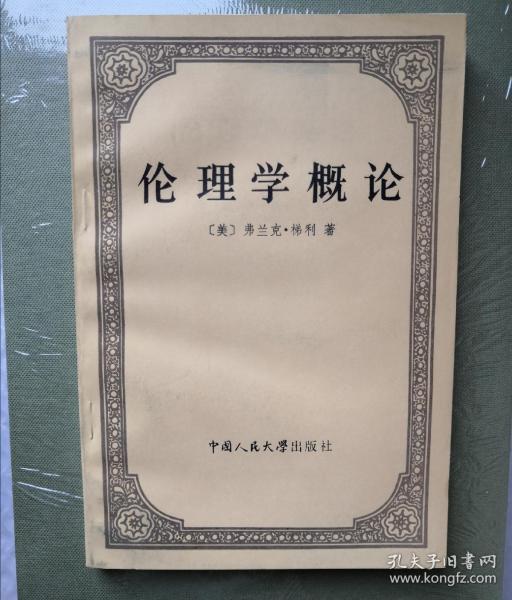 伦理学概论
〔美〕弗兰克·梯利 著
中国人民大学出版社
孔夫子旧书网
www.kongfz.com